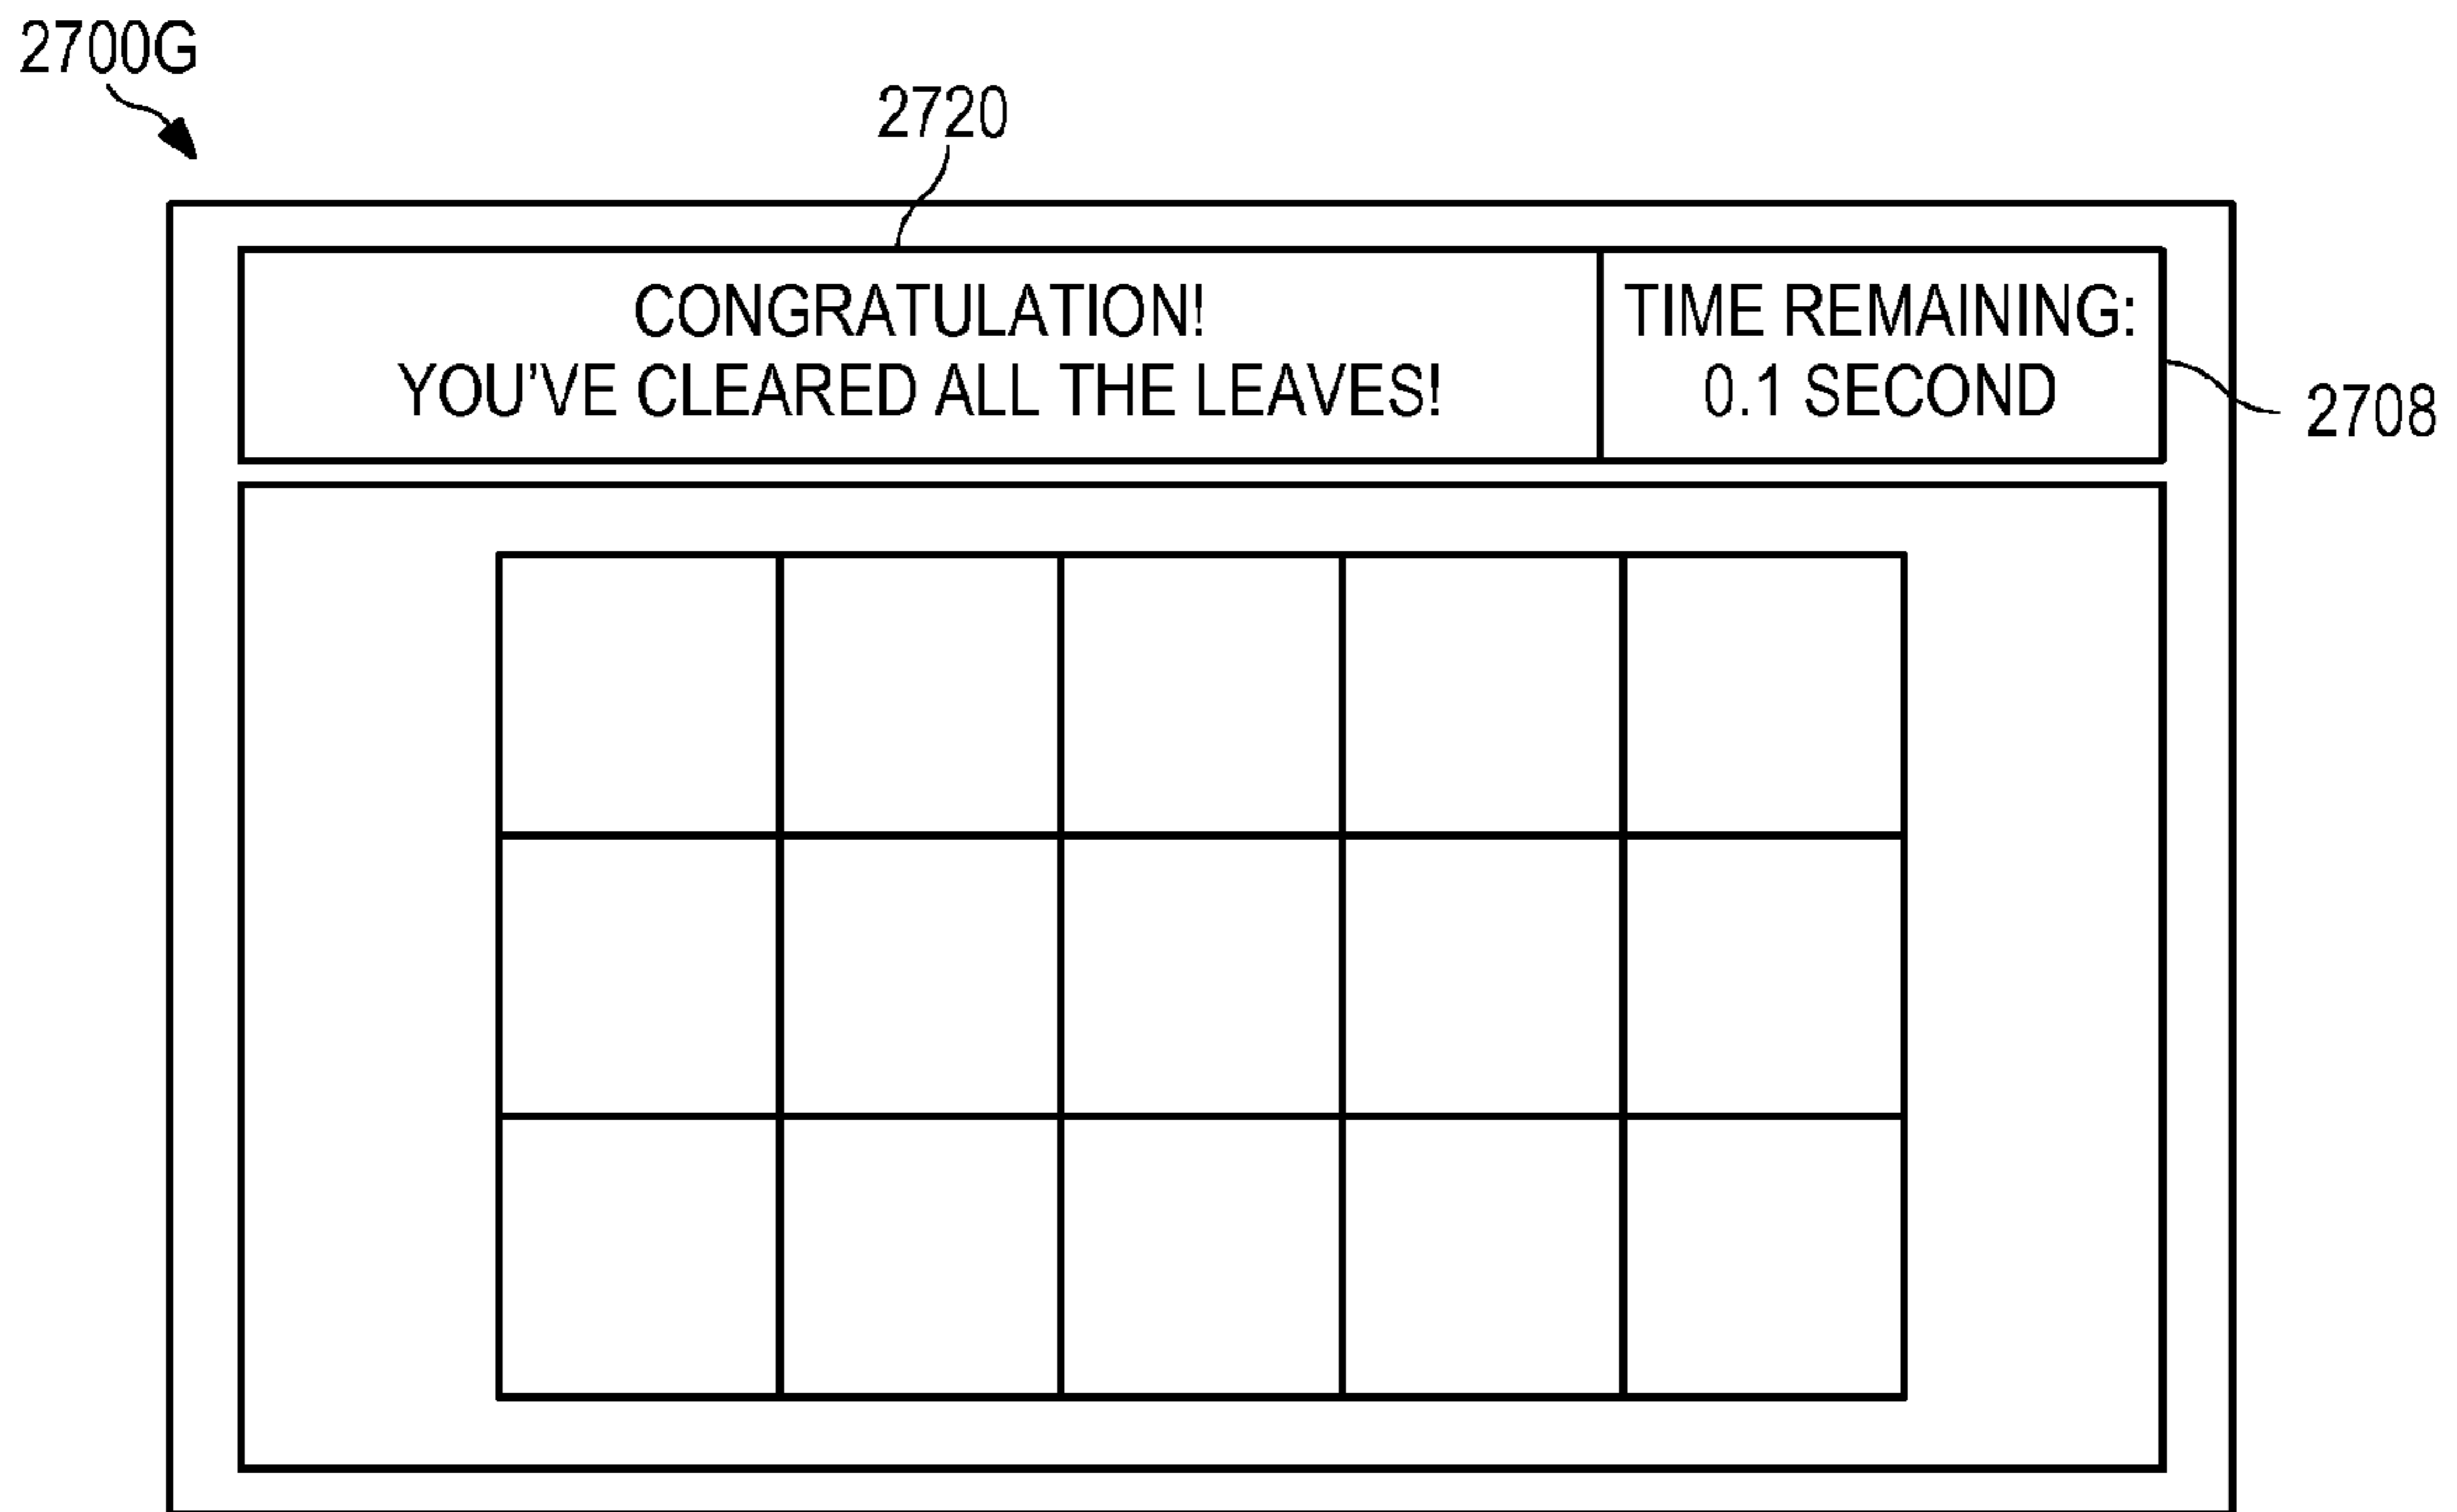 2700G
2720
CONGRATULATION!
YOU'VE CLEARED ALL THE LEAVES!
TIME REMAINING:
0.1 SECOND
2708